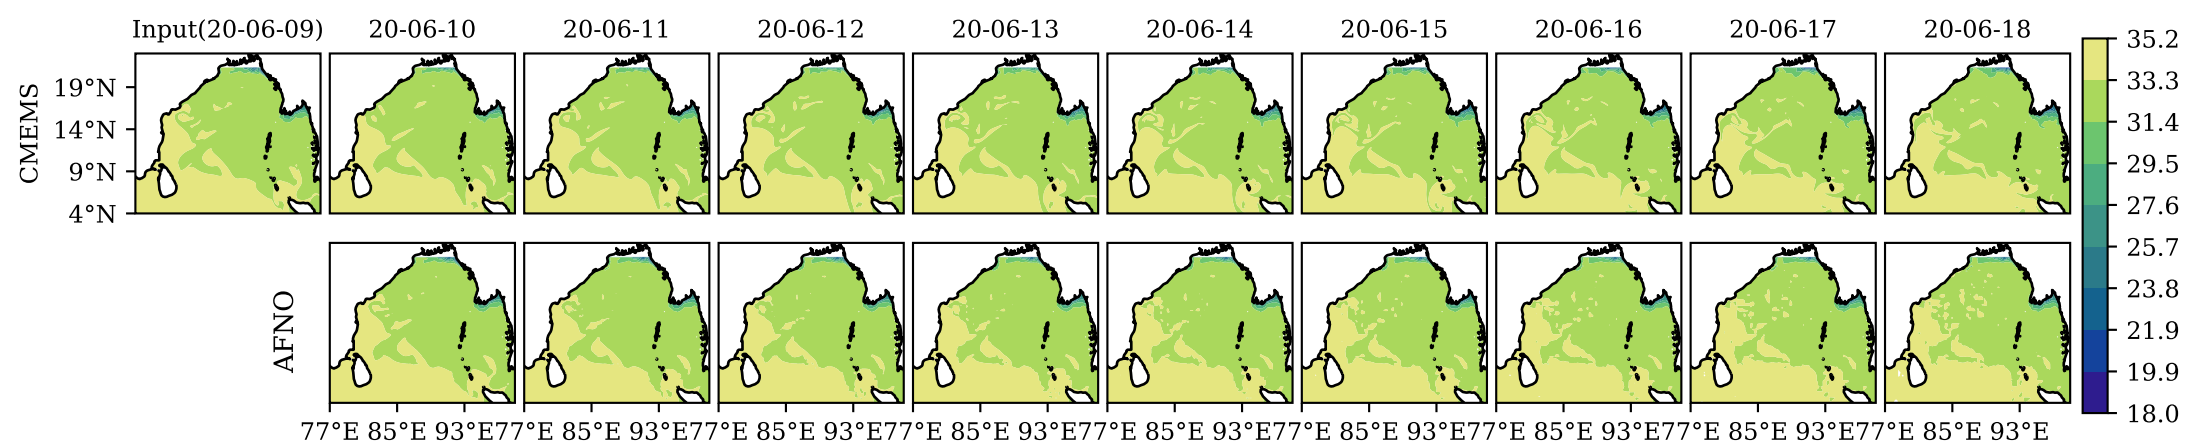 Input(20-06-09) 20-06-10 20-06-11 20-06-12 20-06-13 20-06-14 20-06-15 20-06-16 20-06-17 20-06-18
CMEMS
19°N
14°N
9°N
4°N
AFNO
77°E 85°E 93°E77°E 85°E 93°E77°E 85°E 93°E77°E 85°E 93°E77°E 85°E 93°E77°E 85°E 93°E77°E 85°E 93°E77°E 85°E 93°E77°E 85°E 93°E
35.2
33.3
31.4
29.5
27.6
25.7
23.8
21.9
19.9
18.0